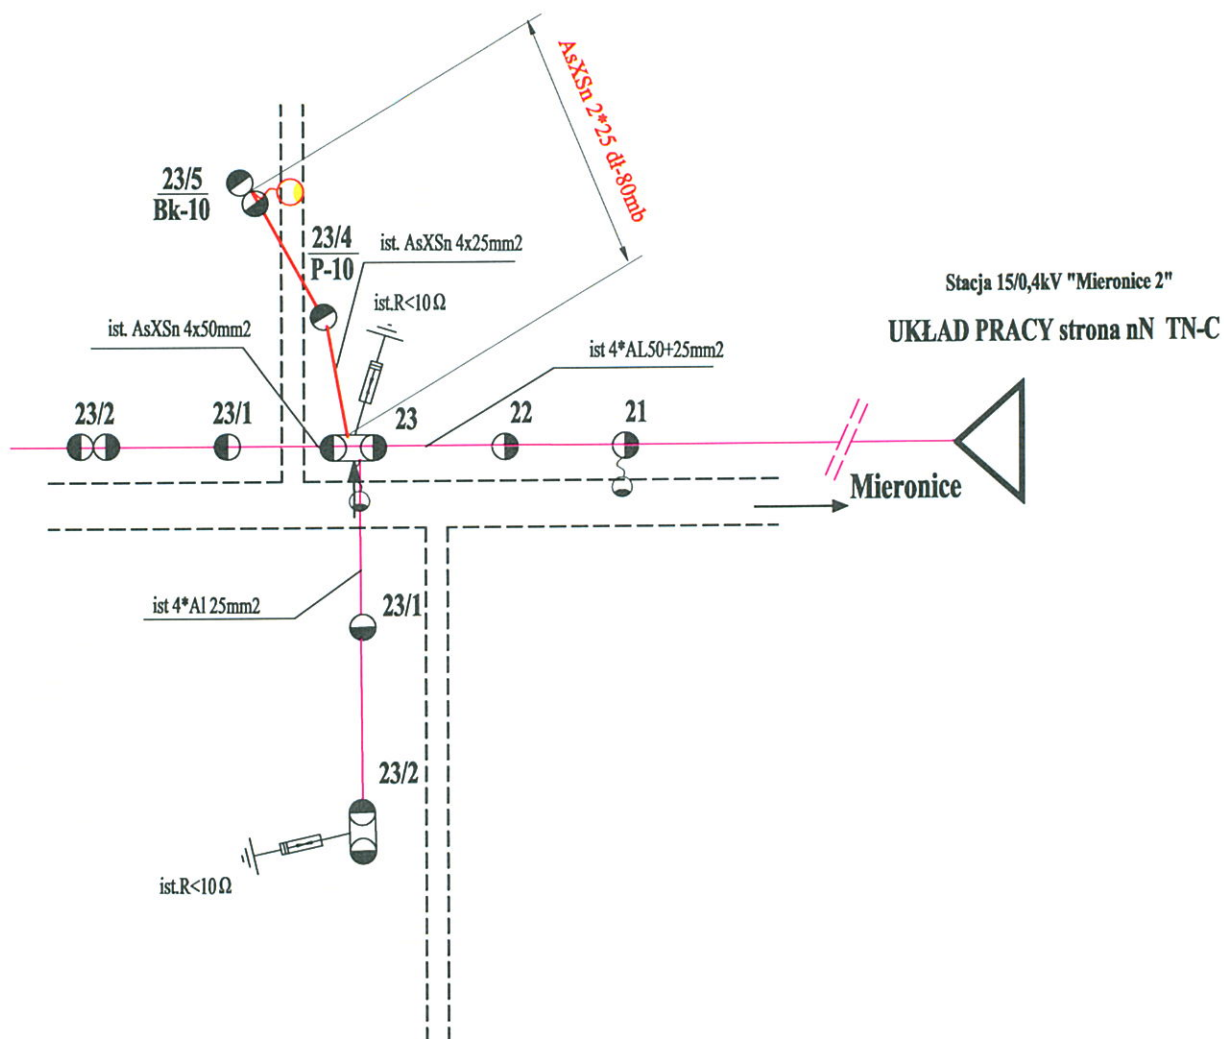 AsXSn 2*25 dł-80mb
23/5
Bk-10
23/4
P-10
ist. AsXSn 4x25mm2
ist.R<10Ω
Stacja 15/0,4kV "Mieronice 2"
UKŁAD PRACY strona nN TN-C
ist. AsXSn 4x50mm2
ist 4*AL50+25mm2
23/2
23/1
23
22
21
Mieronice
ist 4*Al 25mm2
23/1
23/2
ist.R<10Ω